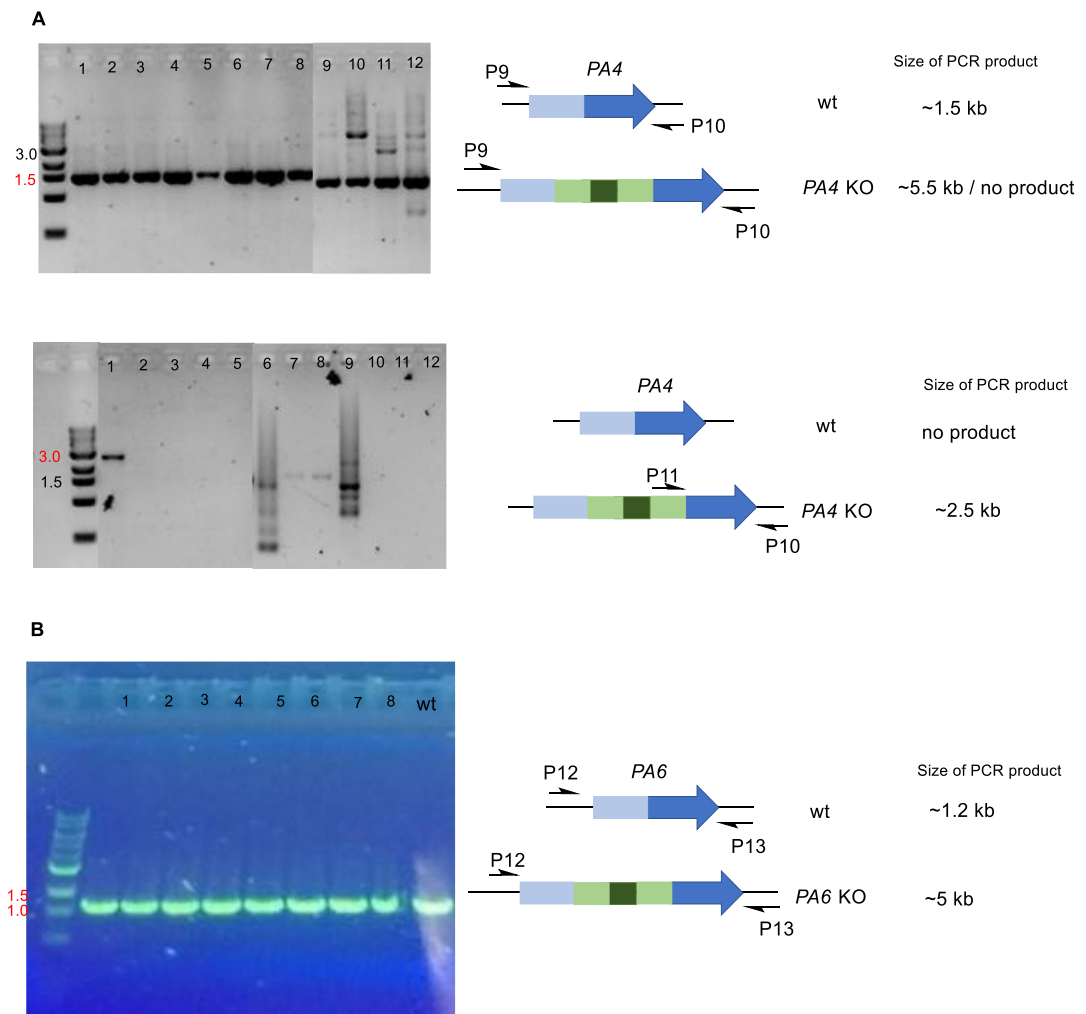 A
1 2 3 4 5 6 7 8 9 10 11 12
3.0
1.5
P9 PA4 Size of PCR product
P10 wt ~1.5 kb
P9
PA4 KO ~5.5 kb / no product
P10
1 2 3 4 5 6 7 8 9 10 11 12
3.0
1.5
PA4 Size of PCR product
wt no product
P11
PA4 KO ~2.5 kb
P10
B
1 2 3 4 5 6 7 8 wt
1.5
1.0
P12 PA6 Size of PCR product
wt ~1.2 kb
P13
P12
PA6 KO ~5 kb
P13